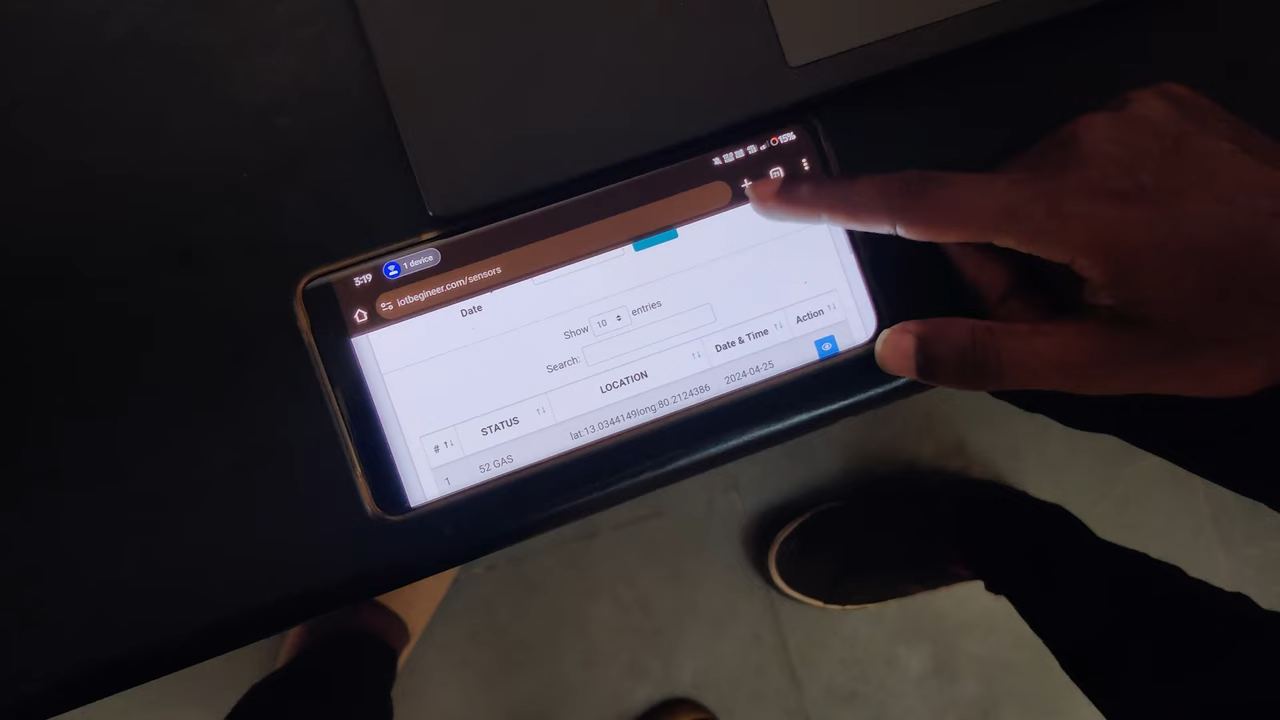 3:19 1 device 15%
iotbegineer.com/sensors
Date
Show 10 entries
Search:
# STATUS LOCATION Date & Time Action
1 52 GAS lat:13.0344149long:80.2124386 2024-04-25